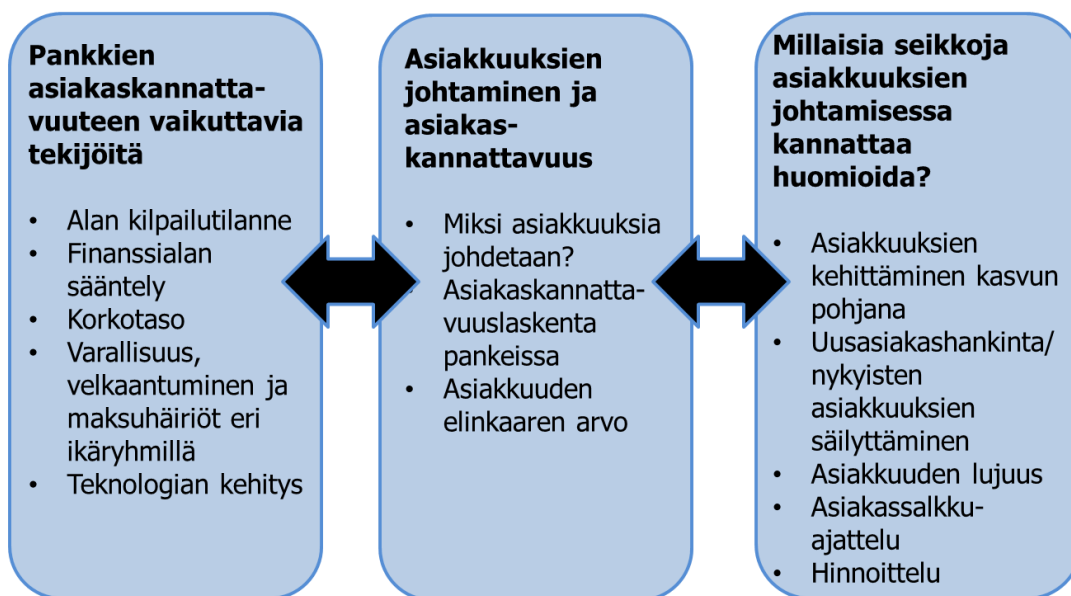 Pankkien
asiakaskannatta-
vuuteen vaikuttavia
tekijöitä
• Alan kilpailutilanne
• Finanssialan
sääntely
• Korkotaso
• Varallisuus,
velkaantuminen ja
maksuhäiriöt eri
ikäryhmillä
• Teknologian kehitys
Asiakkuuksien
johtaminen ja
asiakas-
kannattavuus
• Miksi asiakkuuksia
johdetaan?
• Asiakaskannatta-
vuuslaskenta
pankeissa
• Asiakkuuden
elinkaaren arvo
Millaisia seikkoja
asiakkuuksien
johtamisessa
kannattaa
huomioida?
• Asiakkuuksien
kehittäminen kasvun
pohjana
• Uusasiakashankinta/
nykyisten
asiakkuuksien
säilyttäminen
• Asiakkuuden lujuus
• Asiakassalkku-
ajattelu
• Hinnoittelu